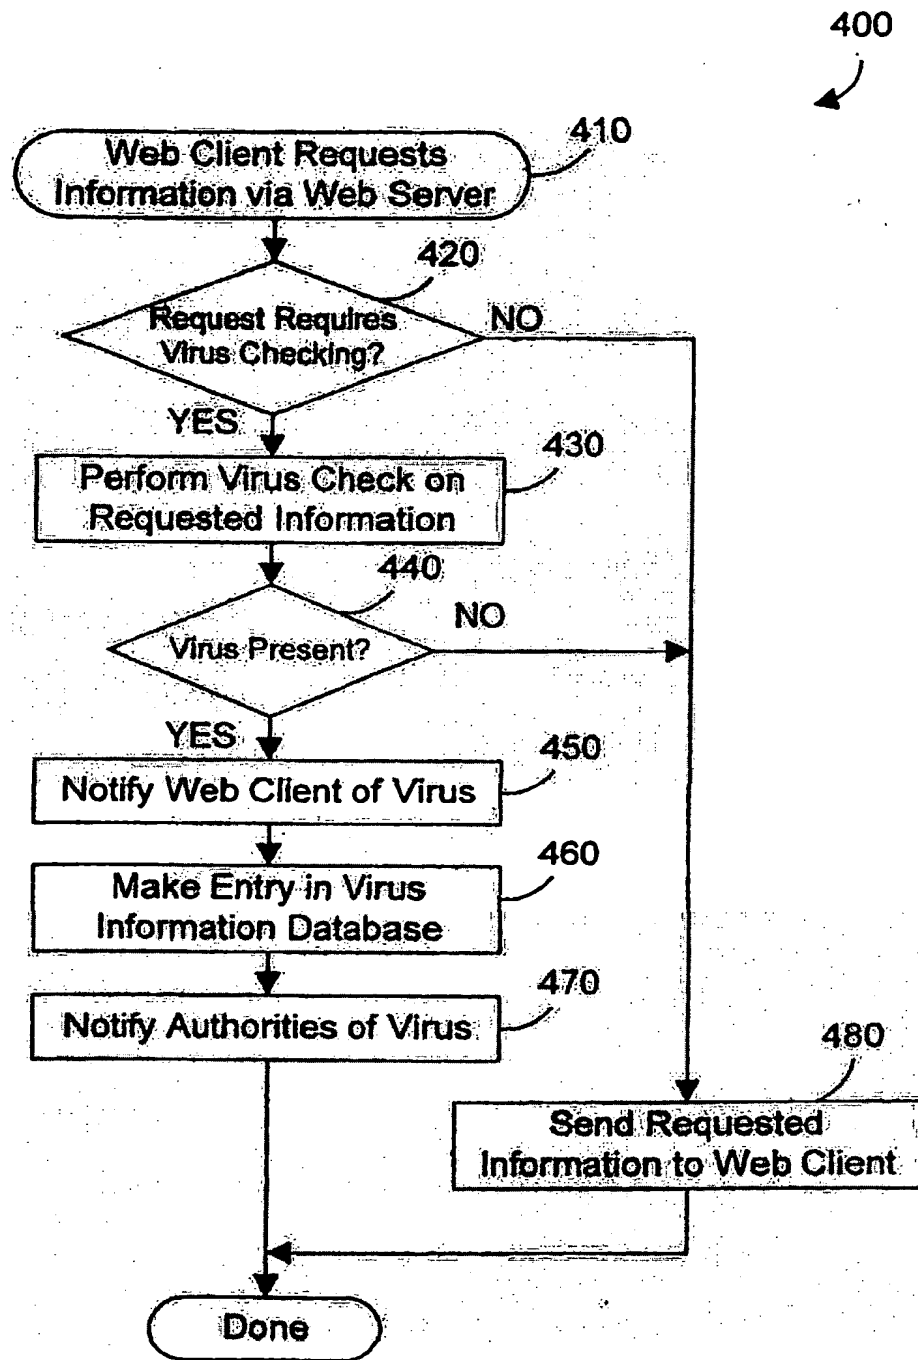 400
Web Client Requests
Information via Web Server
410
420
Request Requires
Virus Checking?
NO
YES
430
Perform Virus Check on
Requested Information
440
Virus Present?
NO
YES
450
Notify Web Client of Virus
460
Make Entry in Virus
Information Database
470
Notify Authorities of Virus
480
Send Requested
Information to Web Client
Done